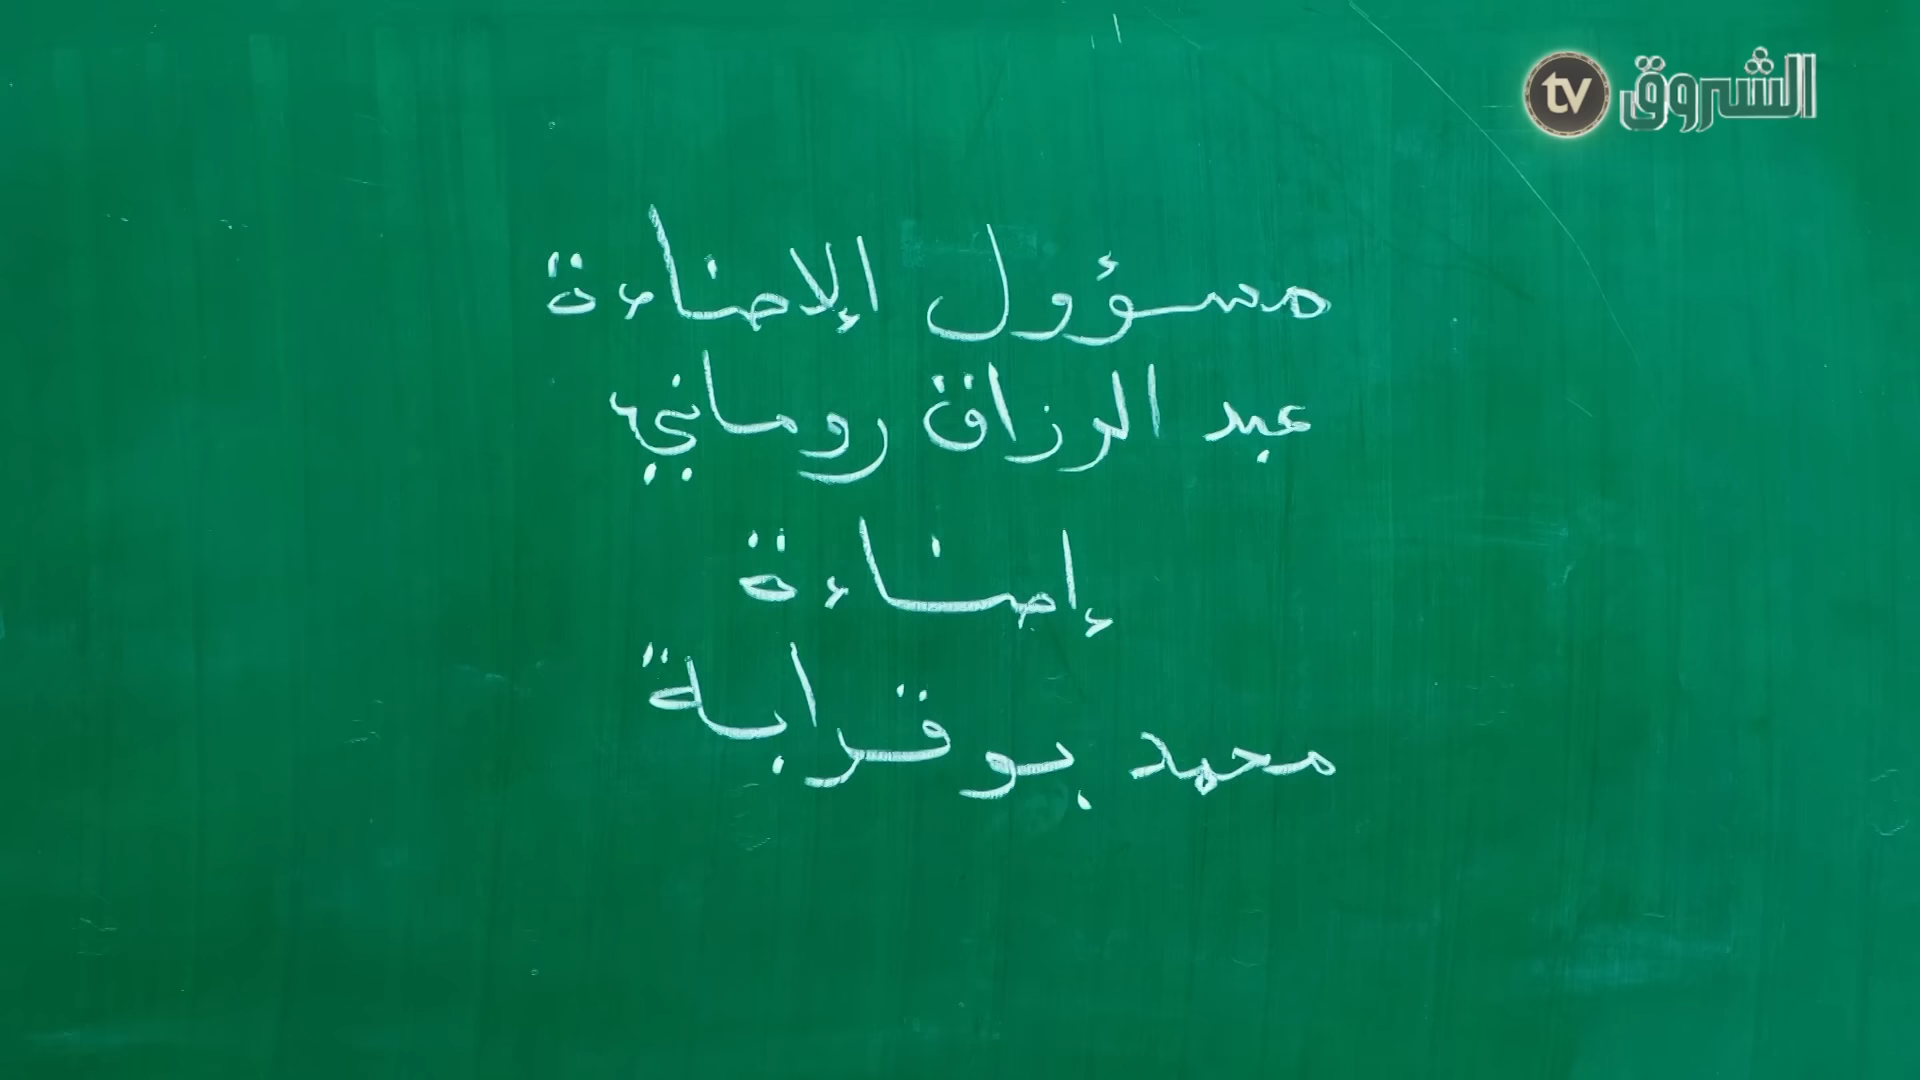 الشروق tv
مسؤول الإضاءة
عبد الرزاق روماني
إضاءة
محمد بوقرابة